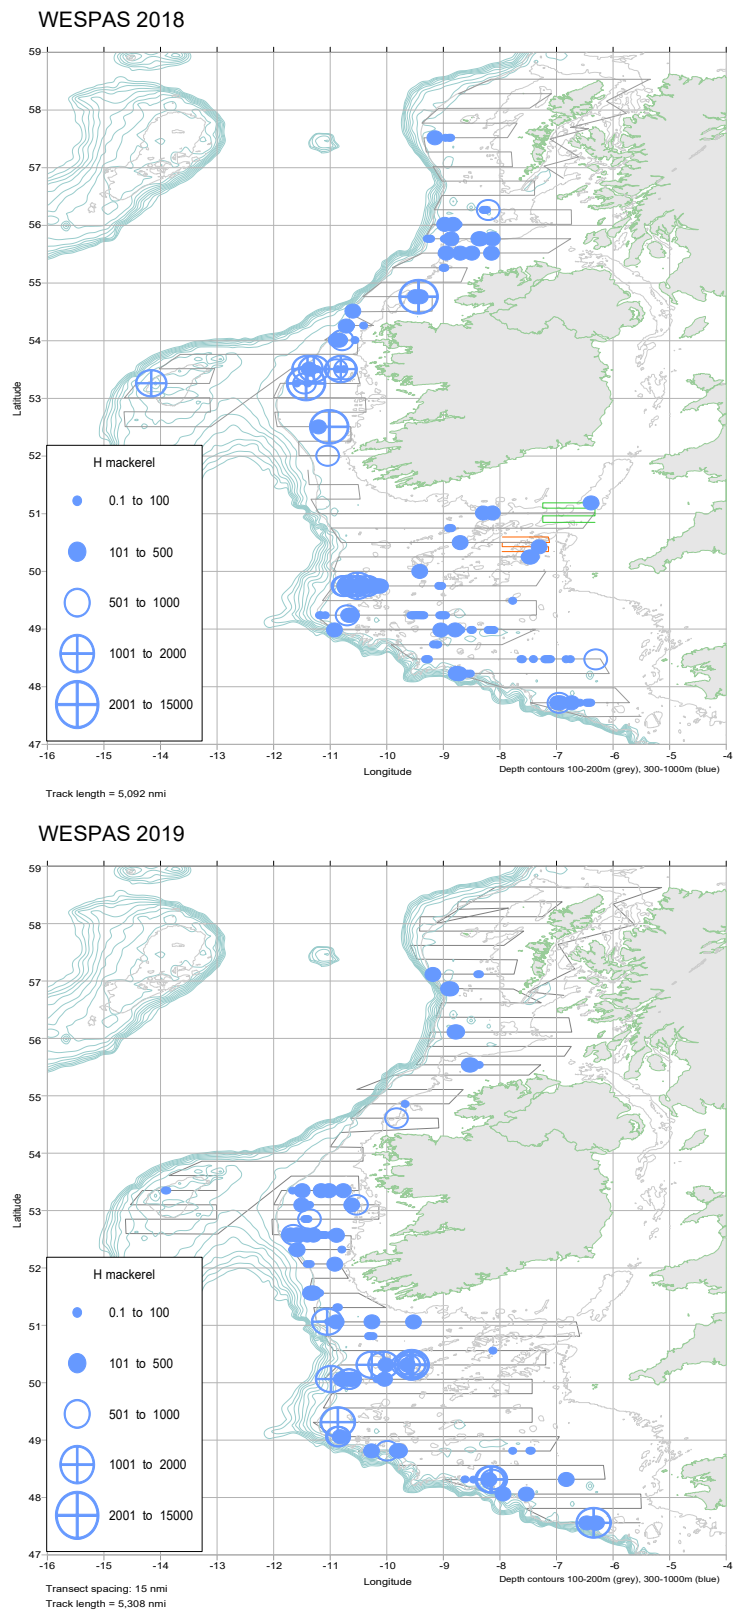 WESPAS 2018
59
58
57
56
55
54
53
52
51
50
49
48
47
Latitude
H mackerel
0.1 to 100
101 to 500
501 to 1000
1001 to 2000
2001 to 15000
-16 -15 -14 -13 -12 -11 -10 -9 -8 -7 -6 -5 -4
Longitude
Depth contours 100-200m (grey), 300-1000m (blue)
Track length = 5,092 nmi
WESPAS 2019
59
58
57
56
55
54
53
52
51
50
49
48
47
Latitude
H mackerel
0.1 to 100
101 to 500
501 to 1000
1001 to 2000
2001 to 15000
-16 -15 -14 -13 -12 -11 -10 -9 -8 -7 -6 -5 -4
Longitude
Depth contours 100-200m (grey), 300-1000m (blue)
Transect spacing: 15 nmi
Track length = 5,308 nmi